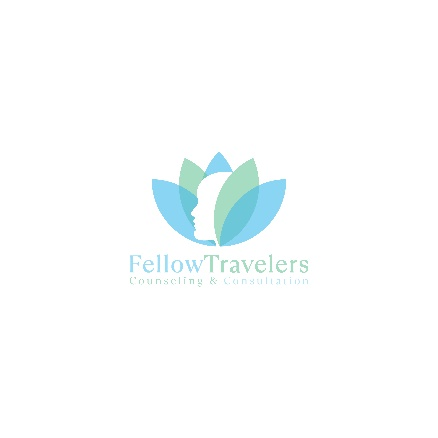 FellowTravelers
Counseling & Consultation